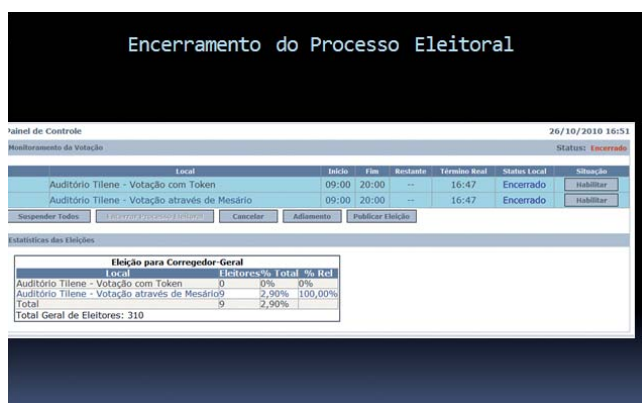 Encerramento do Processo Eleitoral
Painel de Controle 26/10/2010 16:51
Monitoramento da Votação Status: Encerrado
Local Início Fim Restante Término Real Status Local Situação
Auditório Tilene - Votação com Token 09:00 20:00 -- 16:47 Encerrado Habilitar
Auditório Tilene - Votação através de Mesário 09:00 20:00 -- 16:47 Encerrado Habilitar
Suspender Todos Encerrar Processo Eleitoral Cancelar Adiamento Publicar Eleição
Estatísticas das Eleições
Eleição para Corregedor-Geral
Local Eleitores % Total % Rel
Auditório Tilene - Votação com Token 0 0% 0%
Auditório Tilene - Votação através de Mesário 9 2,90% 100,00%
Total 9 2,90%
Total Geral de Eleitores: 310